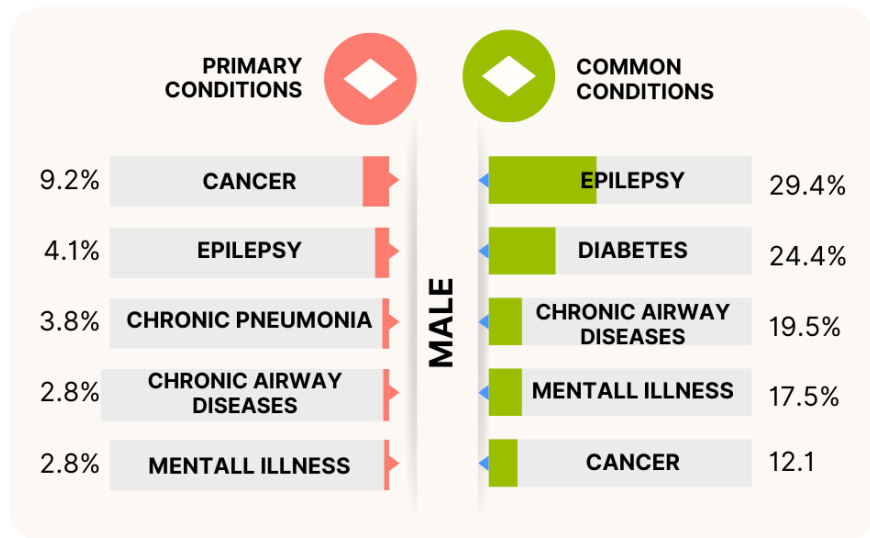 PRIMARY
CONDITIONS
COMMON
CONDITIONS
9.2%
CANCER
4.1%
EPILEPSY
3.8%
CHRONIC PNEUMONIA
2.8%
CHRONIC AIRWAY
DISEASES
2.8%
MENTALL ILLNESS
MALE
EPILEPSY
29.4%
DIABETES
24.4%
CHRONIC AIRWAY
DISEASES
19.5%
MENTALL ILLNESS
17.5%
CANCER
12.1